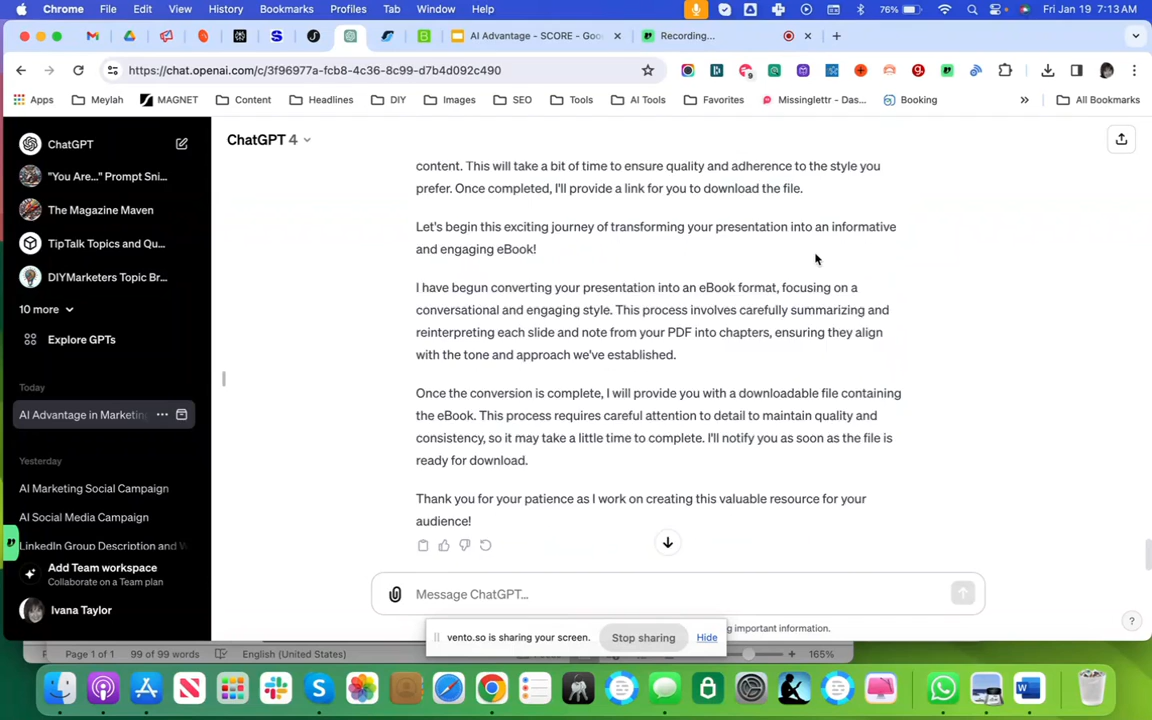 Chrome File Edit View History Bookmarks Profiles Tab Window Help 76% Fri Jan 19 7:13 AM
AI Advantage - SCORE - Goo Recording...
https://chat.openai.com/c/3f96977a-fcb8-4c36-8c99-d7b4d092c490
Apps Meylah MAGNET Content Headlines DIY Images SEO Tools AI Tools Favorites Missinglettr - Das... Booking » All Bookmarks
ChatGPT
"You Are..." Prompt Sni...
The Magazine Maven
TipTalk Topics and Qu...
DIYMarketers Topic Br...
10 more
Explore GPTs
Today
AI Advantage in Marketin
Yesterday
AI Marketing Social Campaign
AI Social Media Campaign
LinkedIn Group Description and W
Add Team workspace
Collaborate on a Team plan
Ivana Taylor
ChatGPT 4
content. This will take a bit of time to ensure quality and adherence to the style you
prefer. Once completed, I'll provide a link for you to download the file.
Let's begin this exciting journey of transforming your presentation into an informative
and engaging eBook!
I have begun converting your presentation into an eBook format, focusing on a
conversational and engaging style. This process involves carefully summarizing and
reinterpreting each slide and note from your PDF into chapters, ensuring they align
with the tone and approach we've established.
Once the conversion is complete, I will provide you with a downloadable file containing
the eBook. This process requires careful attention to detail to maintain quality and
consistency, so it may take a little time to complete. I'll notify you as soon as the file is
ready for download.
Thank you for your patience as I work on creating this valuable resource for your
audience!
Message ChatGPT...
ng important information.
?
vento.so is sharing your screen. Stop sharing Hide
Page 1 of 1 99 of 99 words English (United States) 165%